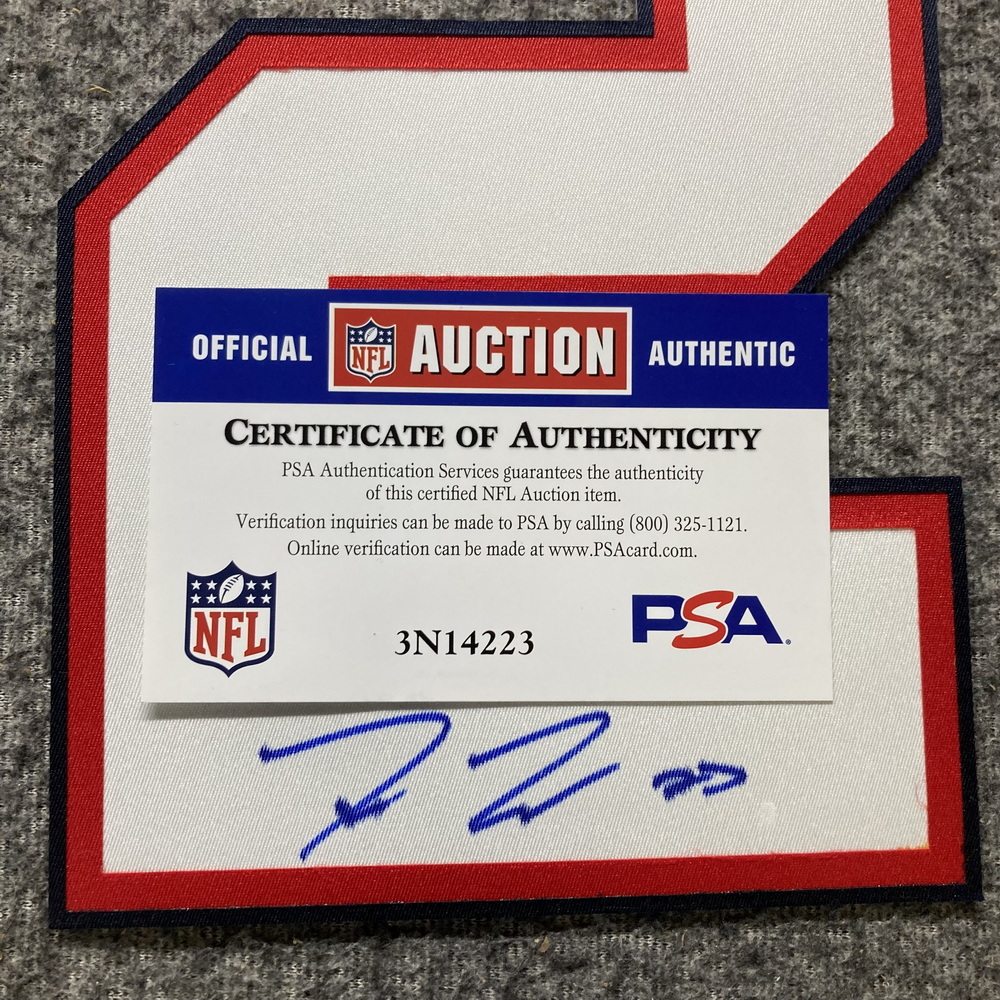 OFFICIAL NFL AUCTION AUTHENTIC
CERTIFICATE OF AUTHENTICITY
PSA Authentication Services guarantees the authenticity
of this certified NFL Auction item.
Verification inquiries can be made to PSA by calling (800) 325-1121.
Online verification can be made at www.PSAcard.com.
NFL 3N14223 PSA